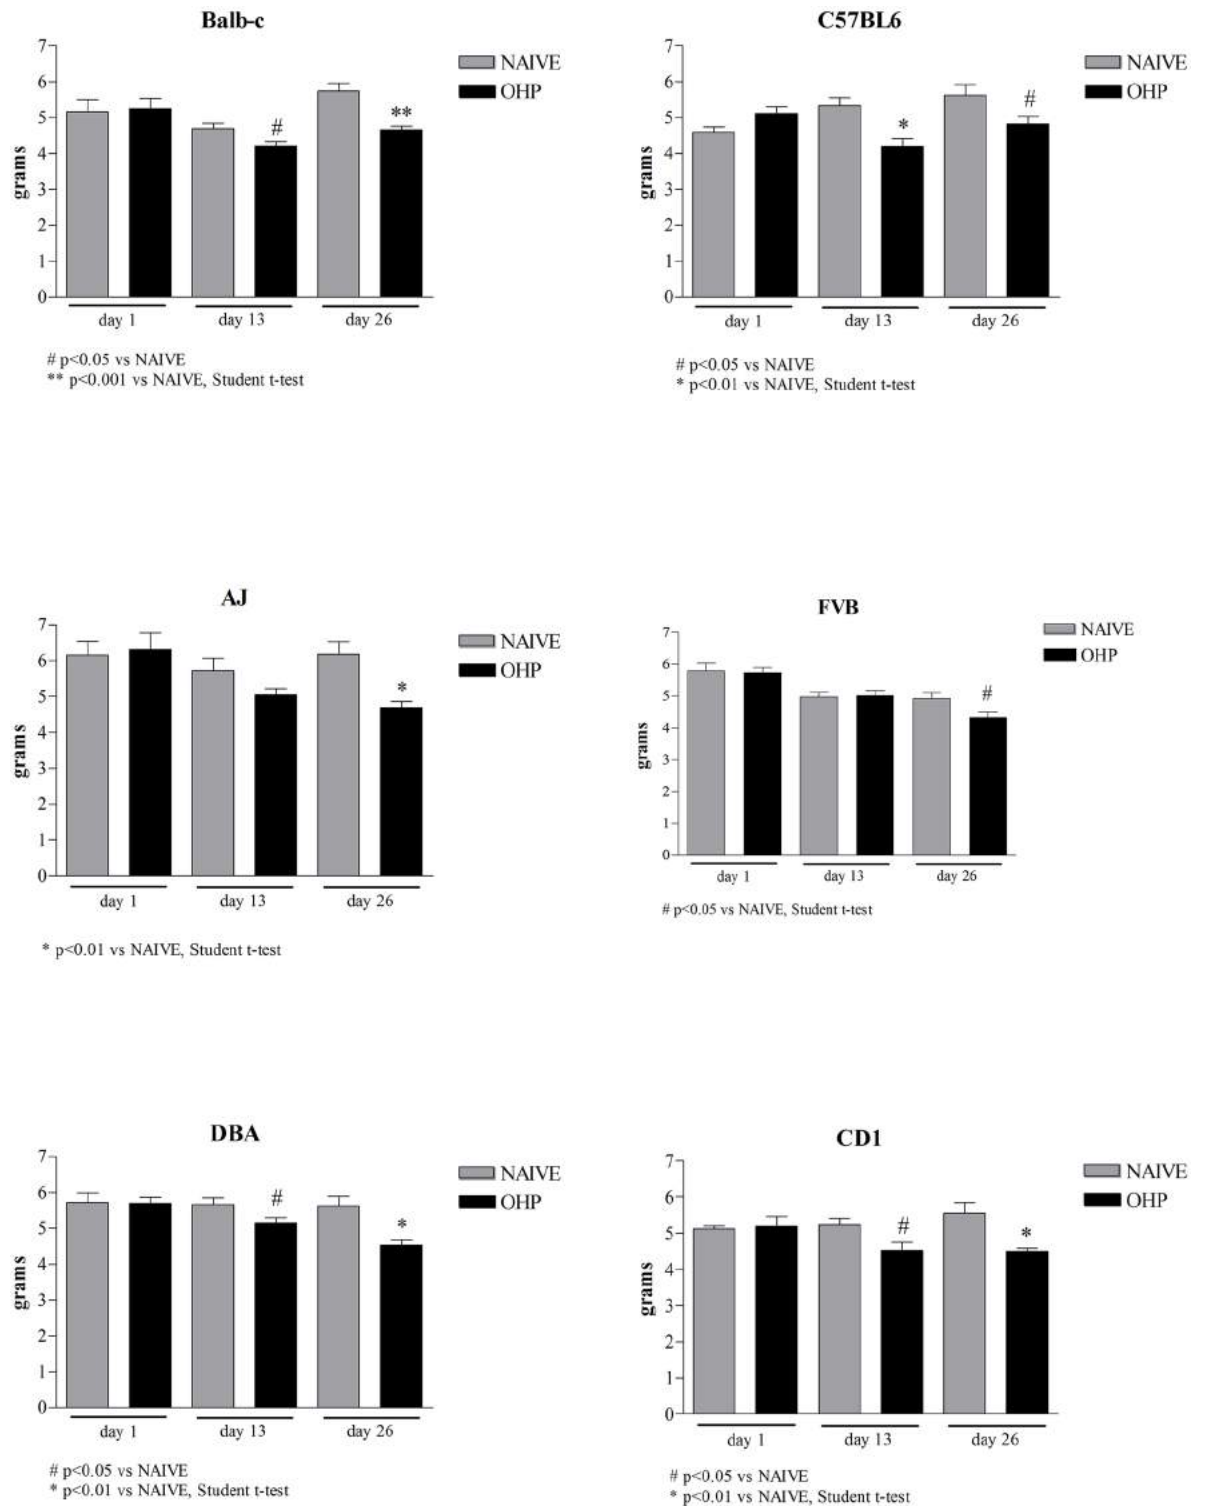 Balb-c
7
6
5
4
3
2
1
0
grams
NAIVE
OHP
#
**
day 1
day 13
day 26
# p<0.05 vs NAIVE
** p<0.001 vs NAIVE, Student t-test
C57BL6
7
6
5
4
3
2
1
0
grams
NAIVE
OHP
*
#
day 1
day 13
day 26
# p<0.05 vs NAIVE
* p<0.01 vs NAIVE, Student t-test
AJ
7
6
5
4
3
2
1
0
grams
NAIVE
OHP
*
day 1
day 13
day 26
* p<0.01 vs NAIVE, Student t-test
FVB
7
6
5
4
3
2
1
0
grams
NAIVE
OHP
#
day 1
day 13
day 26
# p<0.05 vs NAIVE, Student t-test
DBA
7
6
5
4
3
2
1
0
grams
NAIVE
OHP
#
*
day 1
day 13
day 26
# p<0.05 vs NAIVE
* p<0.01 vs NAIVE, Student t-test
CD1
7
6
5
4
3
2
1
0
grams
NAIVE
OHP
#
*
day 1
day 13
day 26
# p<0.05 vs NAIVE
* p<0.01 vs NAIVE, Student t-test